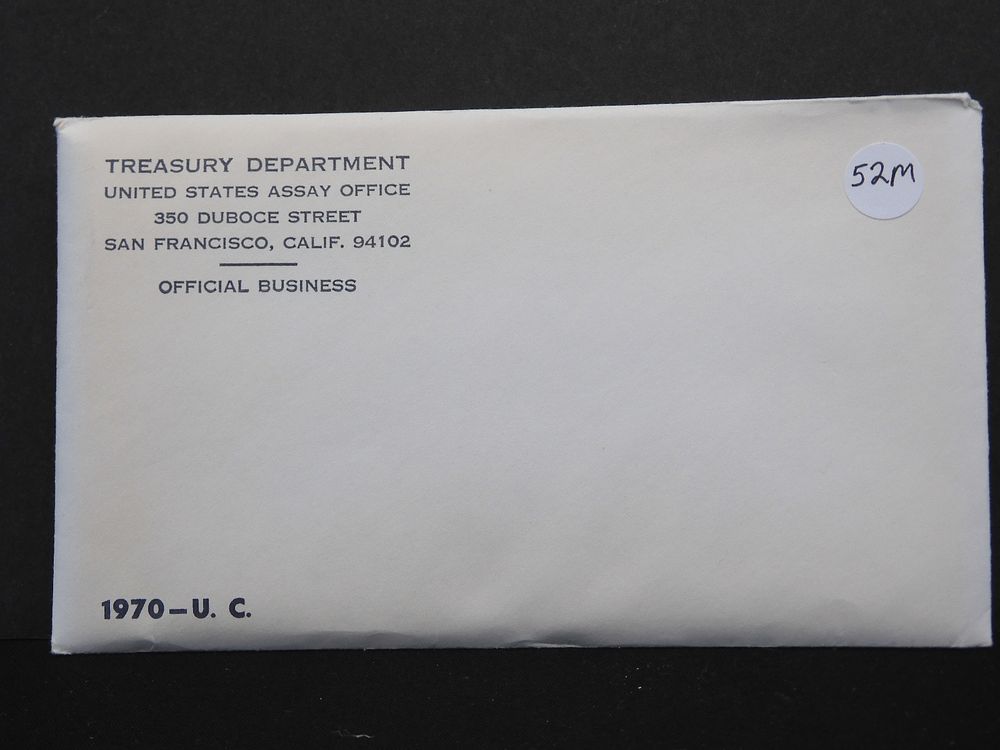 TREASURY DEPARTMENT
UNITED STATES ASSAY OFFICE
350 DUBOCE STREET
SAN FRANCISCO, CALIF. 94102
OFFICIAL BUSINESS
52M
1970-U. C.